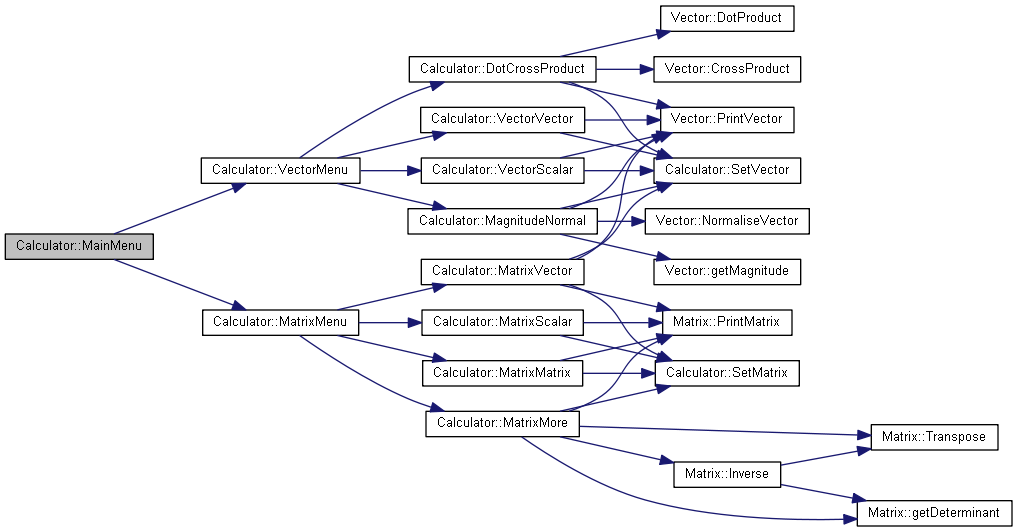 Vector::DotProduct
Calculator::DotCrossProduct
Vector::CrossProduct
Calculator::VectorVector
Vector::PrintVector
Calculator::VectorMenu
Calculator::VectorScalar
Calculator::SetVector
Calculator::MagnitudeNormal
Vector::NormaliseVector
Calculator::MainMenu
Calculator::MatrixVector
Vector::getMagnitude
Calculator::MatrixMenu
Calculator::MatrixScalar
Matrix::PrintMatrix
Calculator::MatrixMatrix
Calculator::SetMatrix
Calculator::MatrixMore
Matrix::Transpose
Matrix::Inverse
Matrix::getDeterminant